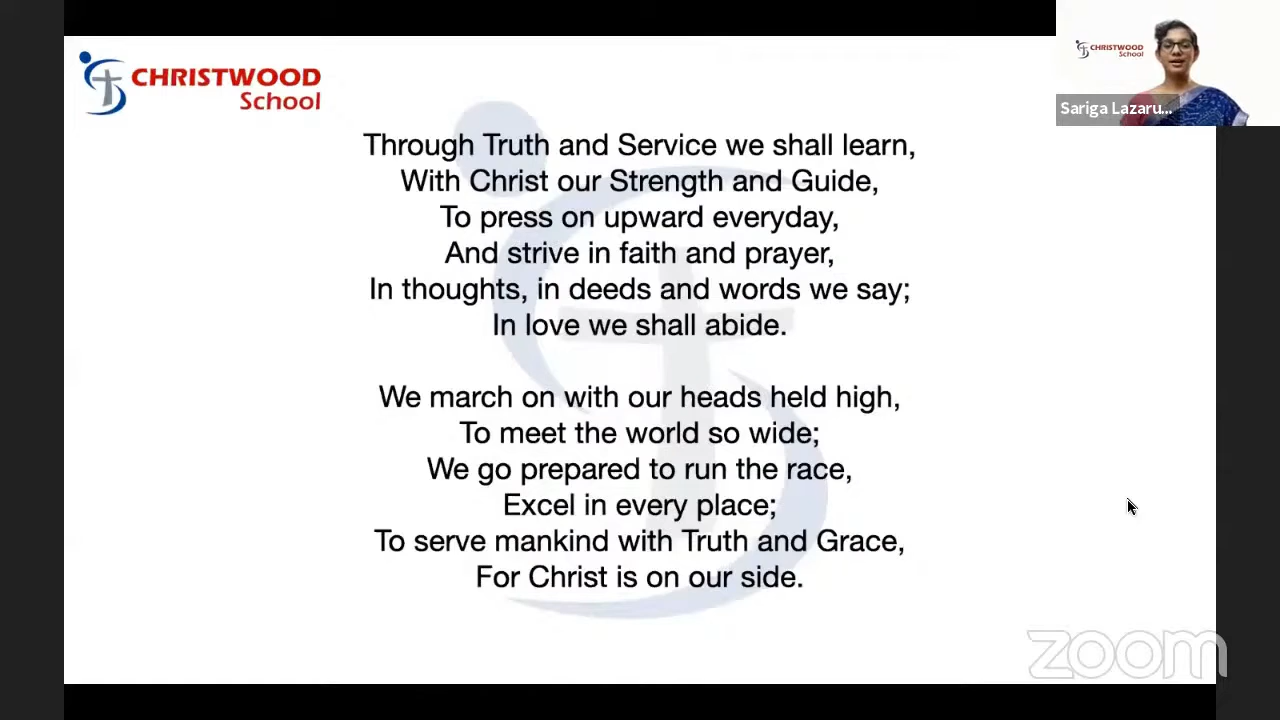 CHRISTWOOD
School
CHRISTWOOD
School
Sariga Lazaru...
Through Truth and Service we shall learn,
With Christ our Strength and Guide,
To press on upward everyday,
And strive in faith and prayer,
In thoughts, in deeds and words we say;
In love we shall abide.
We march on with our heads held high,
To meet the world so wide;
We go prepared to run the race,
Excel in every place;
To serve mankind with Truth and Grace,
For Christ is on our side.
zoom